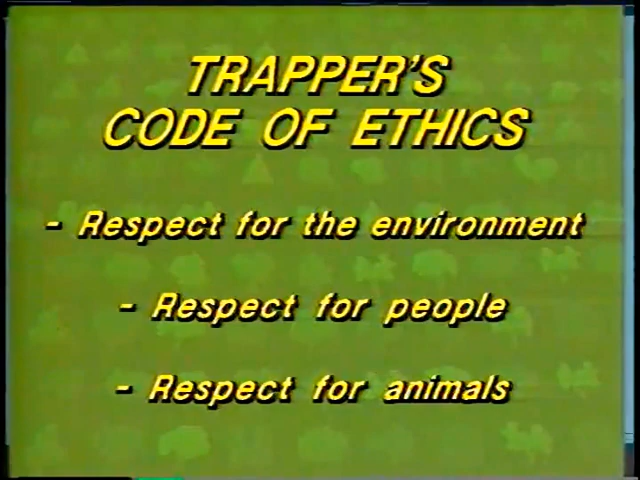 TRAPPER'S
CODE OF ETHICS
- Respect for the environment
- Respect for people
- Respect for animals